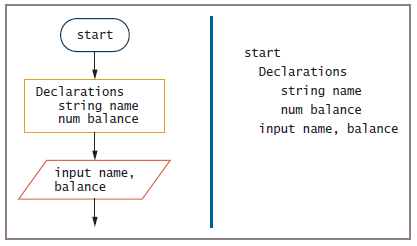 start
Declarations
string name
num balance
input name,
balance
start
Declarations
string name
num balance
input name, balance